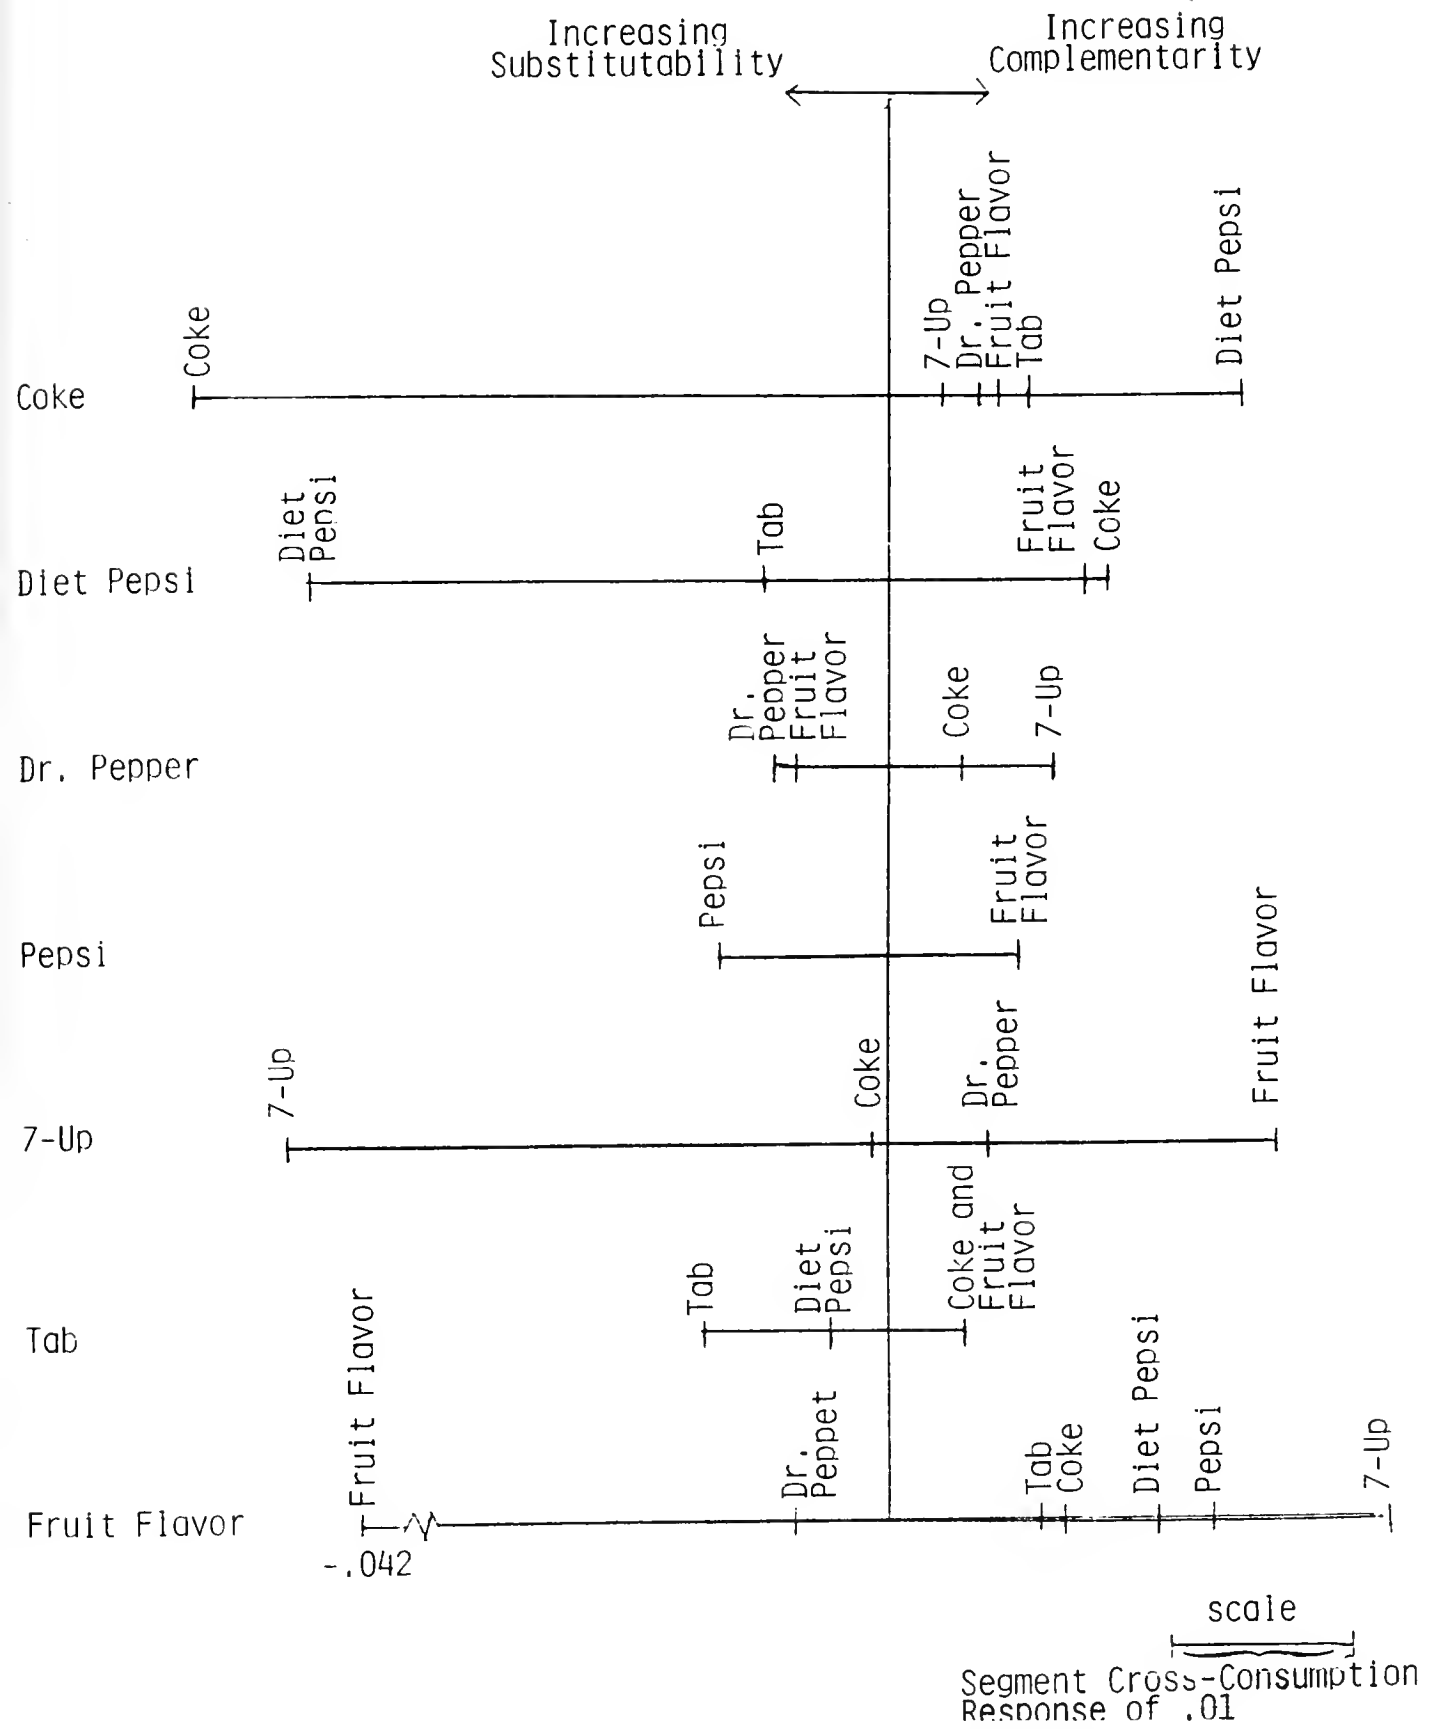 Increasing
Substitutability
Increasing
Complementarity
Coke
Coke
7-Up
Dr. Pepper
Fruit Flavor
Tab
Diet Pepsi
Diet Pepsi
Diet
Pepsi
Tab
Fruit
Flavor
Coke
Dr. Pepper
Dr.
Pepper
Fruit
Flavor
Coke
7-Up
Pepsi
Pepsi
Fruit
Flavor
7-Up
7-Up
Coke
Dr.
Pepper
Fruit Flavor
Tab
Tab
Diet
Pepsi
Coke and
Fruit
Flavor
Fruit Flavor
Fruit Flavor
-.042
Dr.
Peppet
Tab
Coke
Diet Pepsi
Pepsi
7-Up
scale
Segment Cross-Consumption
Response of .01